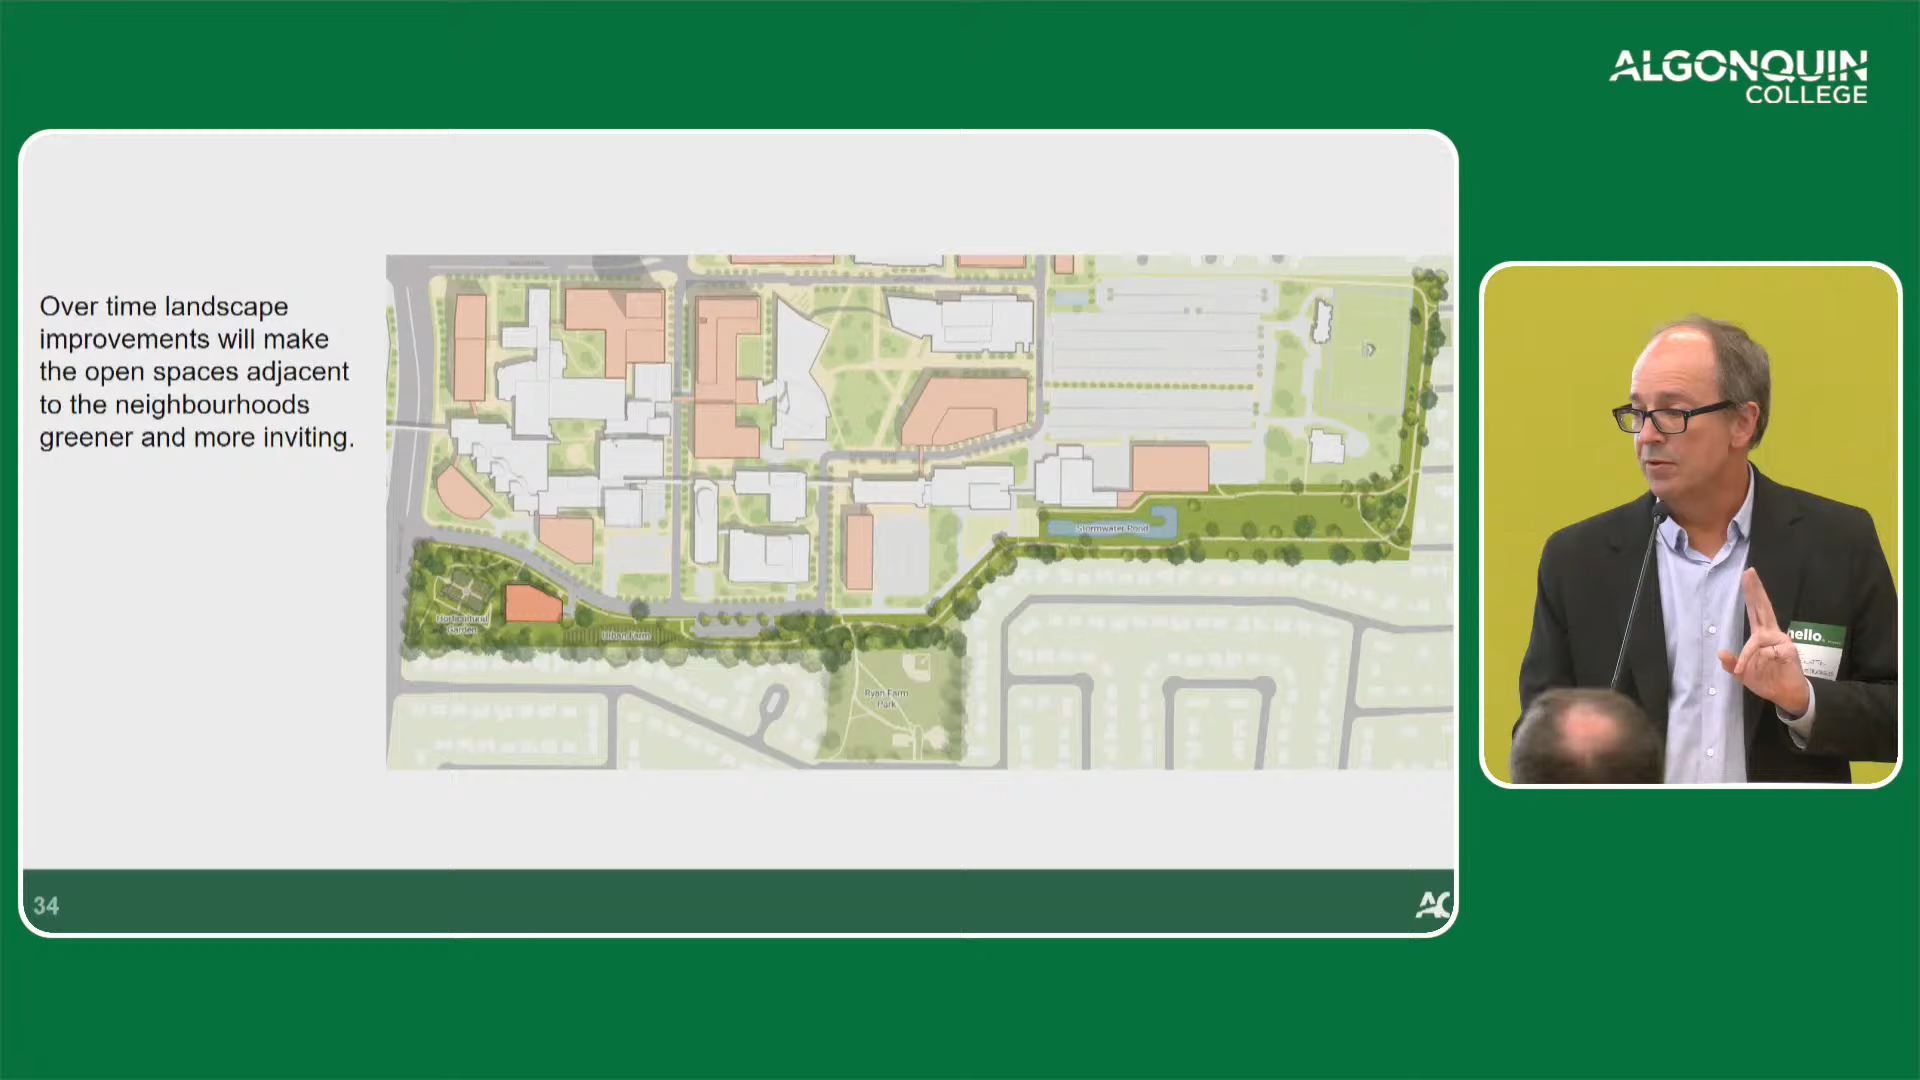 ALGONQUIN
COLLEGE
Over time landscape
improvements will make
the open spaces adjacent
to the neighbourhoods
greener and more inviting.
Stormwater Pond
Horticultural
Garden
Urban Farm
Ryan Farm
Park
hello
34
AC